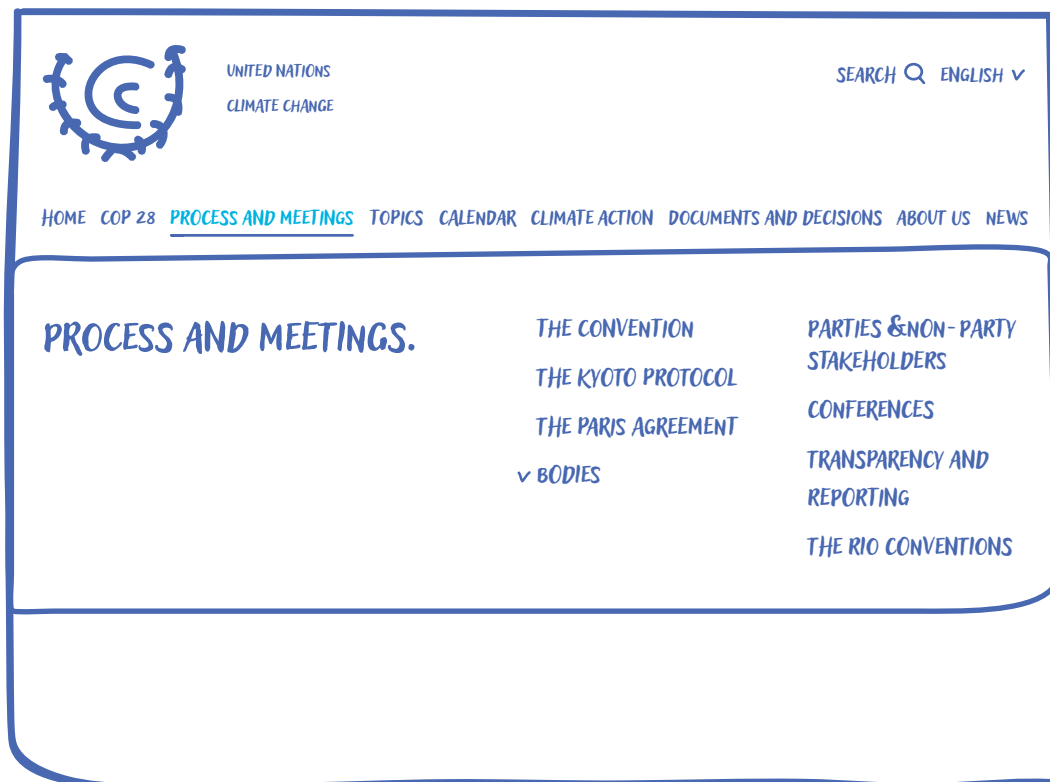 UNITED NATIONS
CLIMATE CHANGE
SEARCH ENGLISH
HOME COP 28 PROCESS AND MEETINGS TOPICS CALENDAR CLIMATE ACTION DOCUMENTS AND DECISIONS ABOUT US NEWS
PROCESS AND MEETINGS.
THE CONVENTION
THE KYOTO PROTOCOL
THE PARIS AGREEMENT
BODIES
PARTIES &NON-PARTY
STAKEHOLDERS
CONFERENCES
TRANSPARENCY AND
REPORTING
THE RIO CONVENTIONS